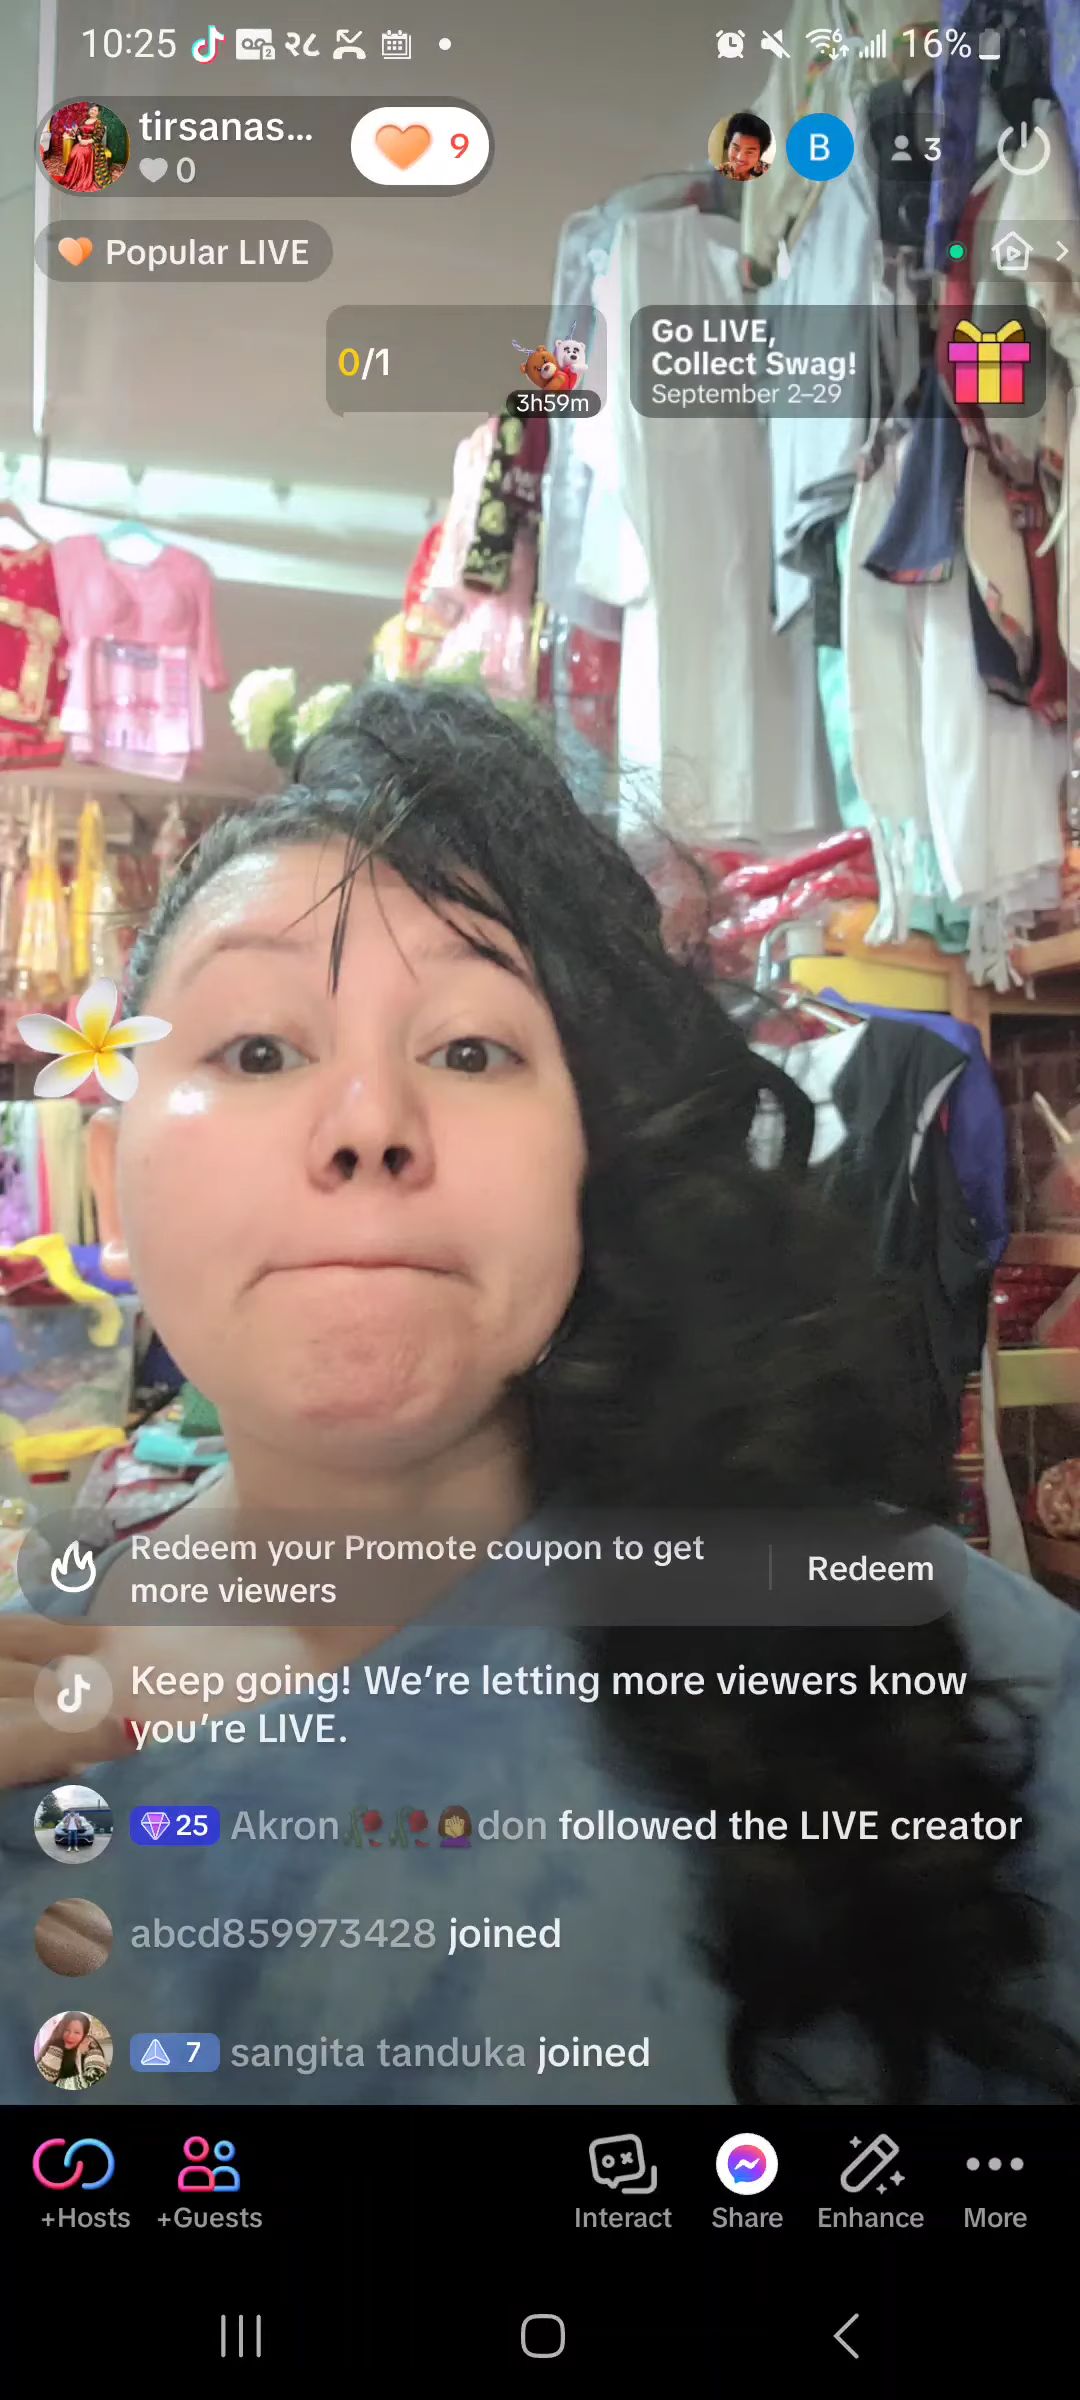 10:25 २८ 16%
tirsanas... 9
0
B 3
Popular LIVE
0/1
3h59m
Go LIVE,
Collect Swag!
September 2–29
Redeem your Promote coupon to get
more viewers
Redeem
Keep going! We’re letting more viewers know
you’re LIVE.
25 Akron🥀🥀🤦🏾‍♀️don followed the LIVE creator
abcd859973428 joined
7 sangita tanduka joined
+Hosts +Guests Interact Share Enhance More